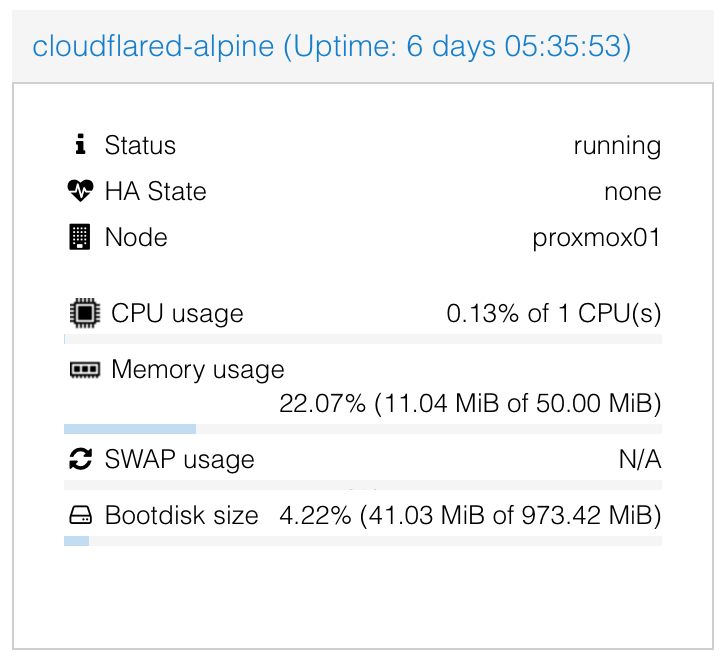 cloudflared-alpine (Uptime: 6 days 05:35:53)
Status running
HA State none
Node proxmox01
CPU usage 0.13% of 1 CPU(s)
Memory usage
22.07% (11.04 MiB of 50.00 MiB)
SWAP usage N/A
Bootdisk size 4.22% (41.03 MiB of 973.42 MiB)